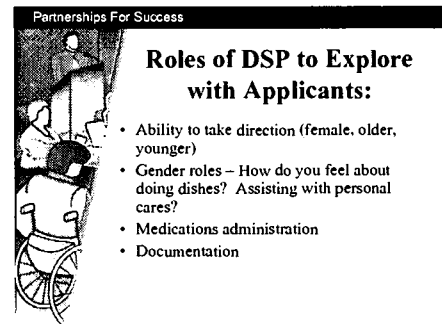 Partnerships For Success
Roles of DSP to Explore
with Applicants:
• Ability to take direction (female, older,
younger)
• Gender roles – How do you feel about
doing dishes? Assisting with personal
cares?
• Medications administration
• Documentation